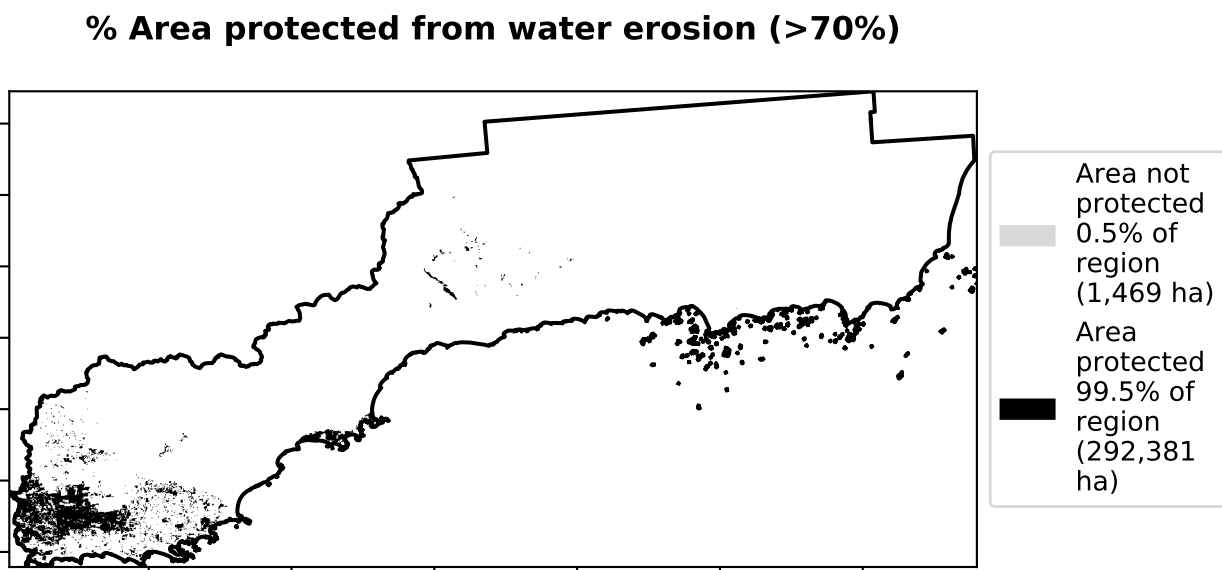 % Area protected from water erosion (>70%)
Area not
protected
0.5% of
region
(1,469 ha)
Area
protected
99.5% of
region
(292,381
ha)